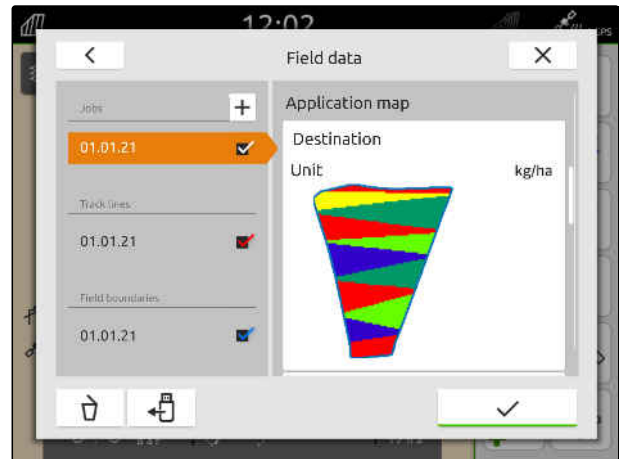 12:02
GPS
Field data
Jobs
Application map
01.01.21
Destination
Unit kg/ha
Track lines
01.01.21
Field boundaries
01.01.21